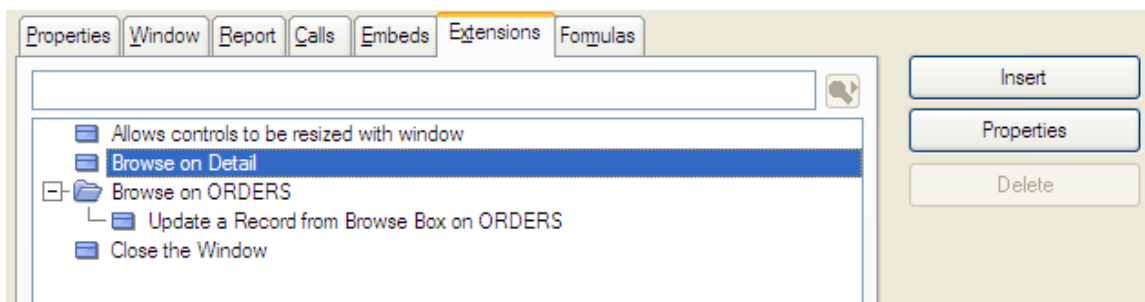 Properties Window Report Calls Embeds Extensions Formulas
Insert
Allows controls to be resized with window
Properties
Browse on Detail
Delete
Browse on ORDERS
Update a Record from Browse Box on ORDERS
Close the Window